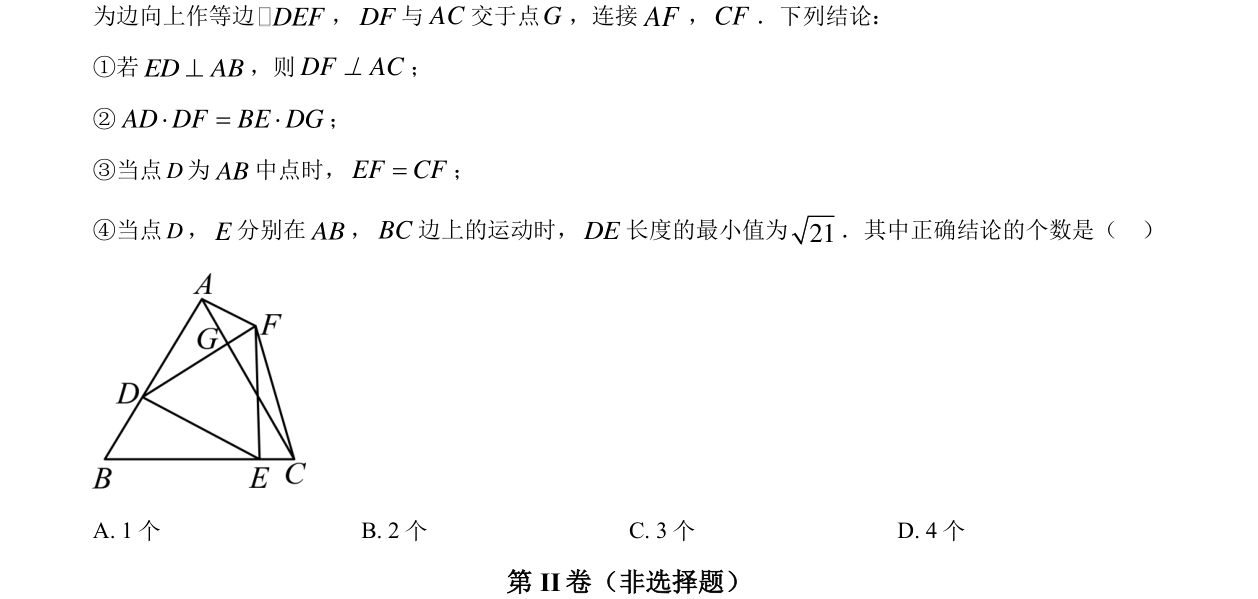 为边向上作等边□DEF，DF与AC交于点G，连接AF，CF．下列结论：
①若ED⊥AB，则DF⊥AC；
②AD·DF=BE·DG；
③当点D为AB中点时，EF=CF；
④当点D，E分别在AB，BC边上的运动时，DE长度的最小值为√21．其中正确结论的个数是（ ）
A
F
G
D
B
E
C
A. 1个 B. 2个 C. 3个 D. 4个
第II卷（非选择题）